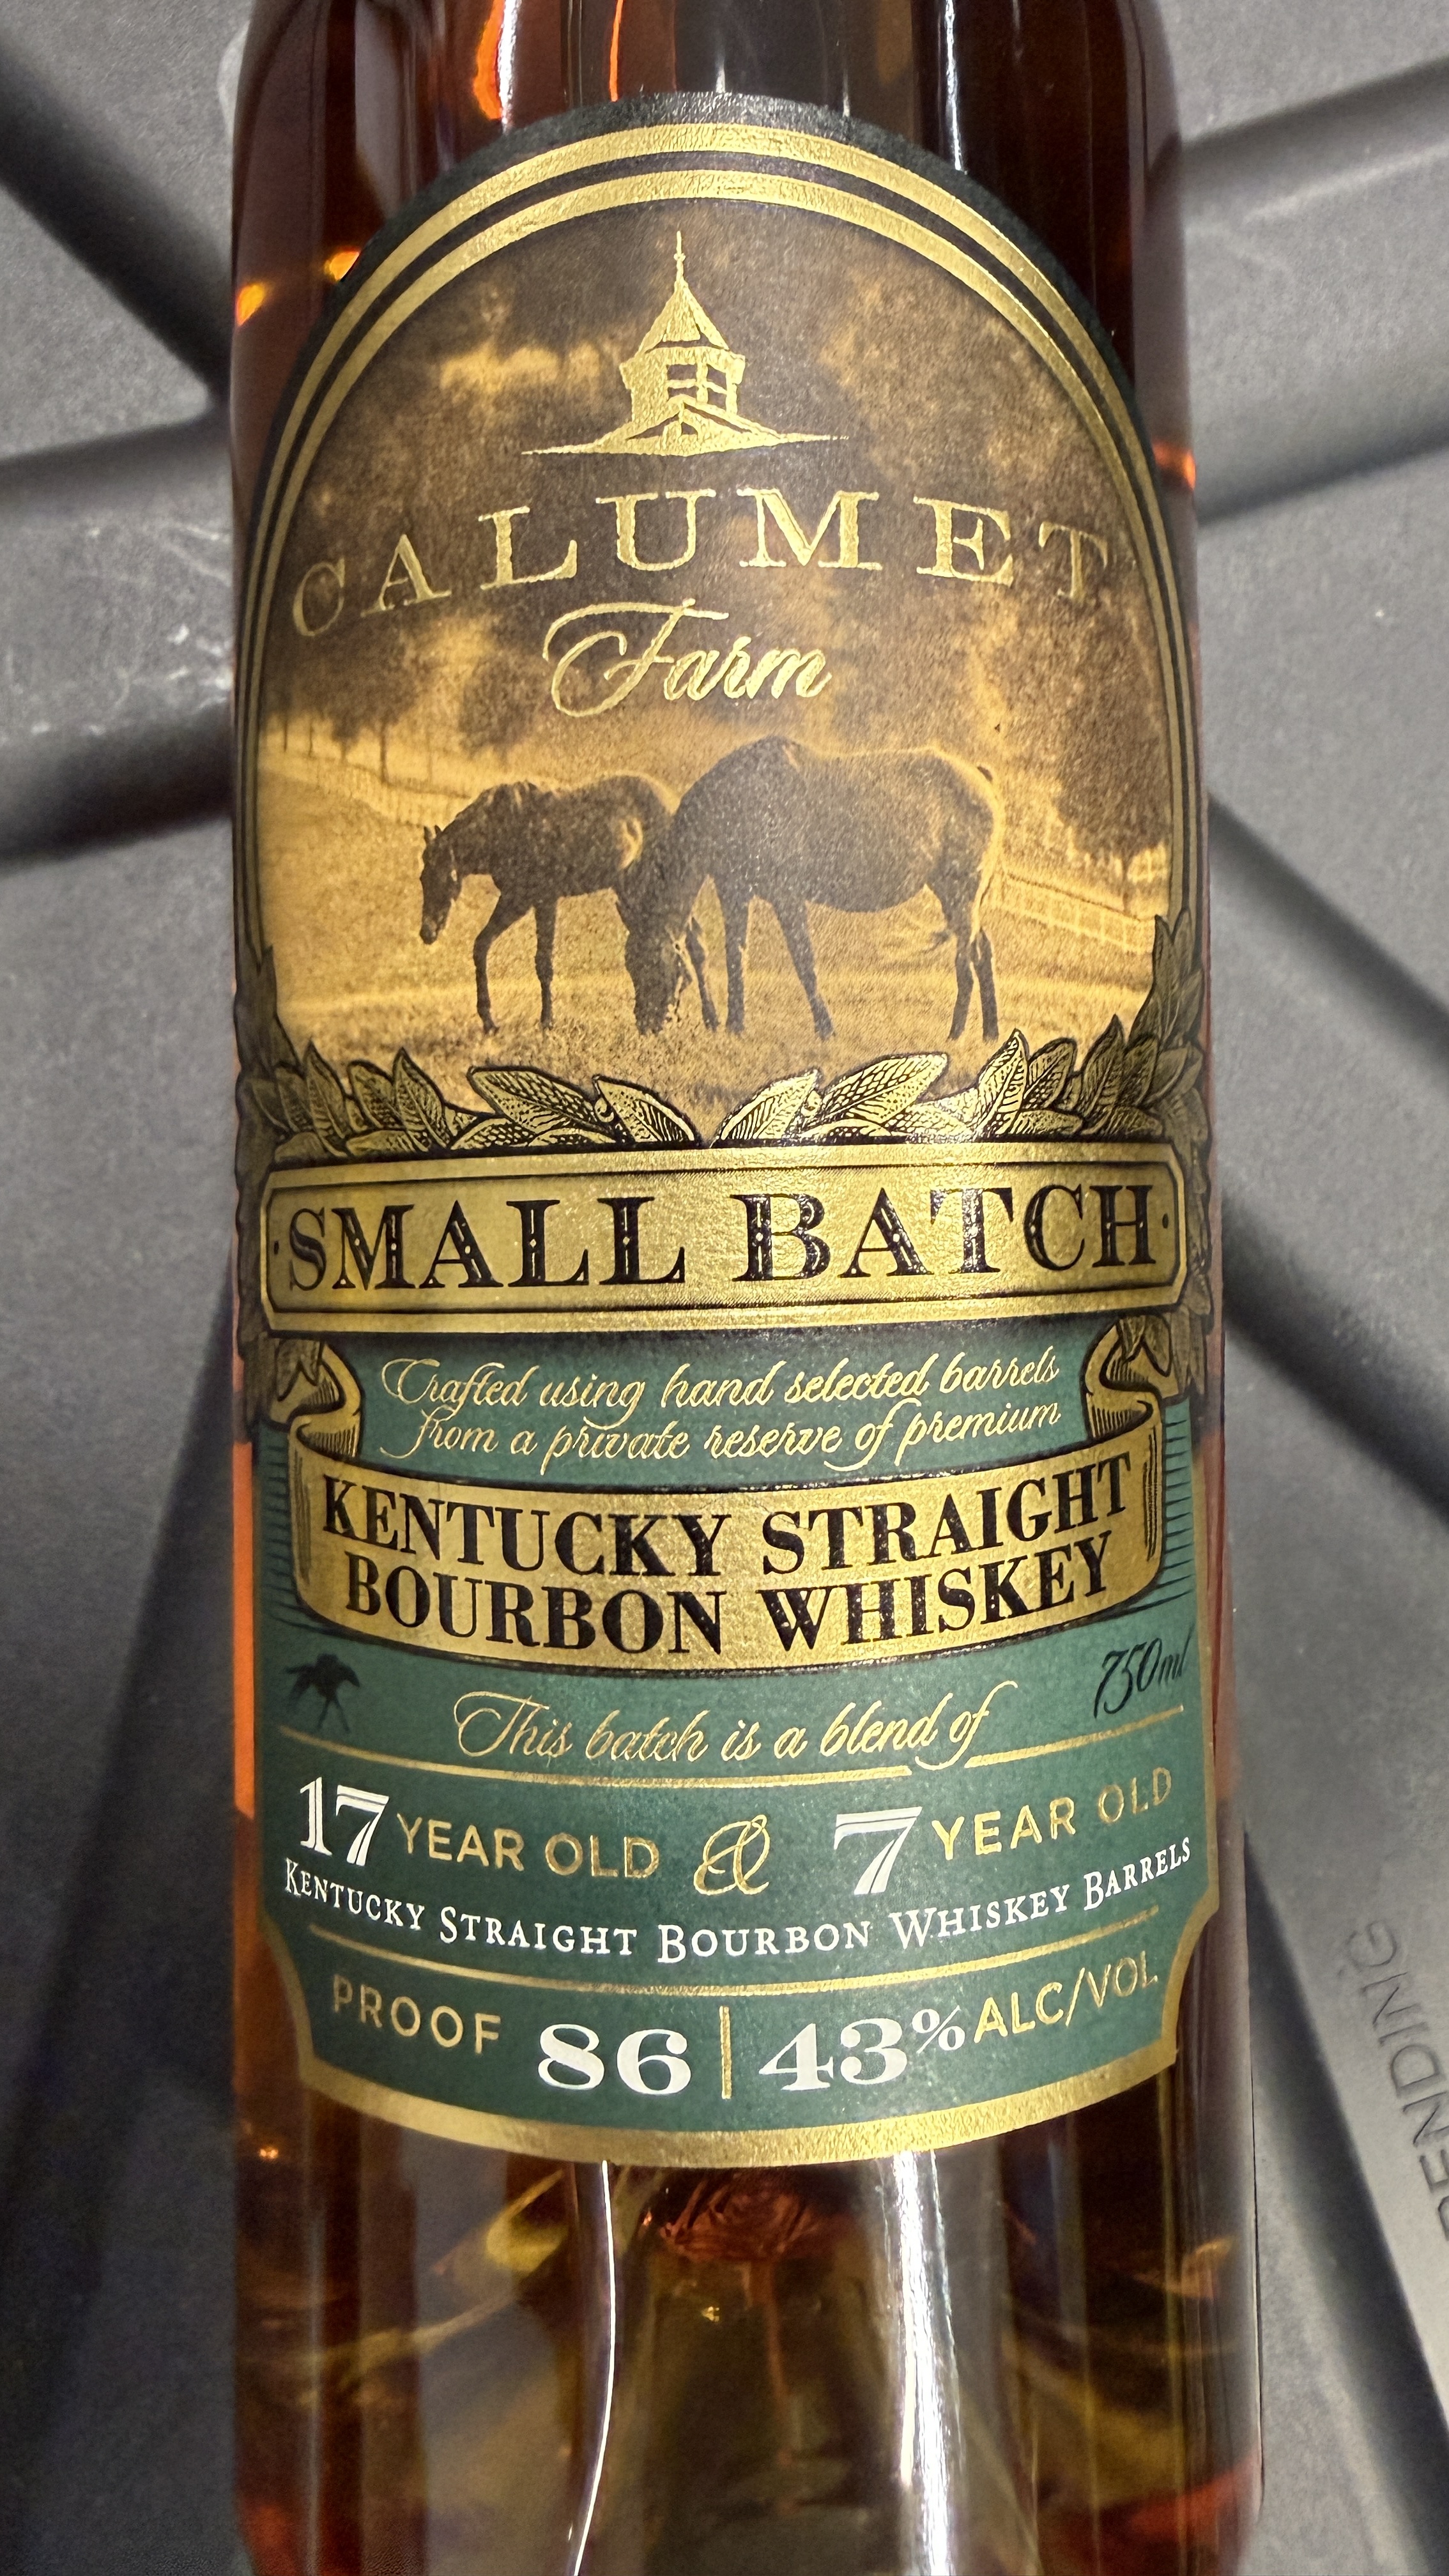 CALUMET
Farm
SMALL BATCH
Crafted using hand selected barrels
from a private reserve of premium
KENTUCKY STRAIGHT
BOURBON WHISKEY
750ml
This batch is a blend of
17 YEAR OLD & 7 YEAR OLD
KENTUCKY STRAIGHT BOURBON WHISKEY BARRELS
PROOF 86 | 43% ALC/VOL